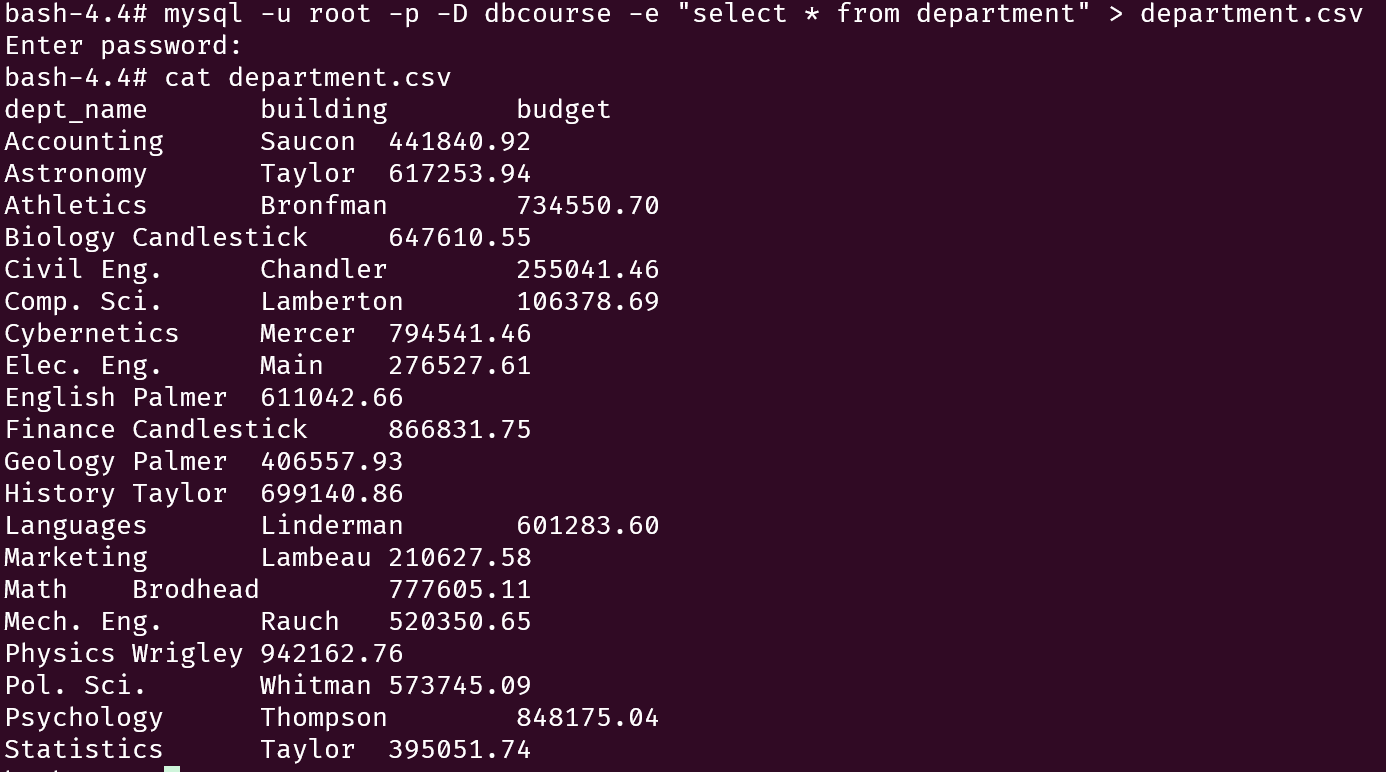 bash-4.4# mysql -u root -p -D dbcourse -e "select * from department" > department.csv
Enter password:
bash-4.4# cat department.csv
dept_name       building        budget
Accounting      Saucon  441840.92
Astronomy       Taylor  617253.94
Athletics       Bronfman        734550.70
Biology Candlestick     647610.55
Civil Eng.      Chandler        255041.46
Comp. Sci.      Lamberton       106378.69
Cybernetics     Mercer  794541.46
Elec. Eng.      Main    276527.61
English Palmer  611042.66
Finance Candlestick     866831.75
Geology Palmer  406557.93
History Taylor  699140.86
Languages       Linderman       601283.60
Marketing       Lambeau 210627.58
Math    Brodhead        777605.11
Mech. Eng.      Rauch   520350.65
Physics Wrigley 942162.76
Pol. Sci.       Whitman 573745.09
Psychology      Thompson        848175.04
Statistics      Taylor  395051.74